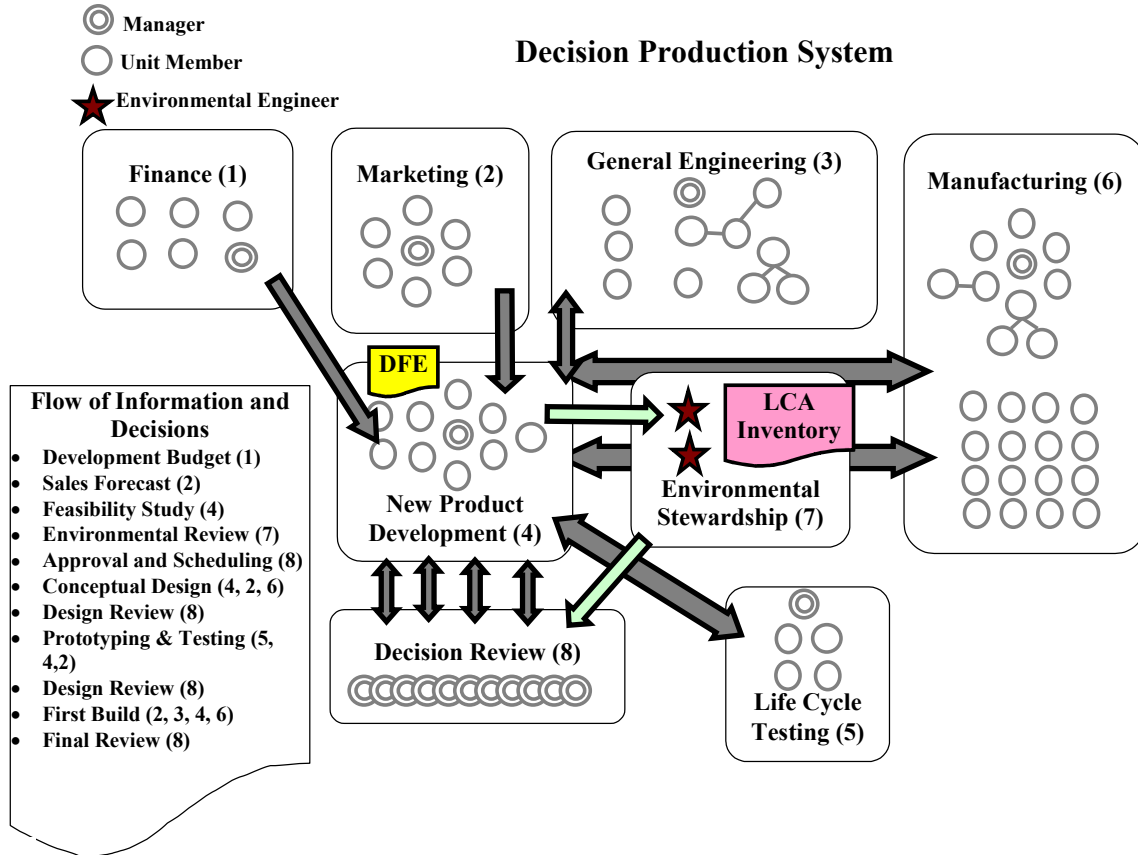 Manager
Unit Member
Environmental Engineer
Decision Production System
Finance (1)
Marketing (2)
General Engineering (3)
Manufacturing (6)
DFE
New Product
Development (4)
LCA
Inventory
Environmental
Stewardship (7)
Flow of Information and
Decisions
• Development Budget (1)
• Sales Forecast (2)
• Feasibility Study (4)
• Environmental Review (7)
• Approval and Scheduling (8)
• Conceptual Design (4, 2, 6)
• Design Review (8)
• Prototyping & Testing (5,
4,2)
• Design Review (8)
• First Build (2, 3, 4, 6)
• Final Review (8)
Decision Review (8)
Life Cycle
Testing (5)